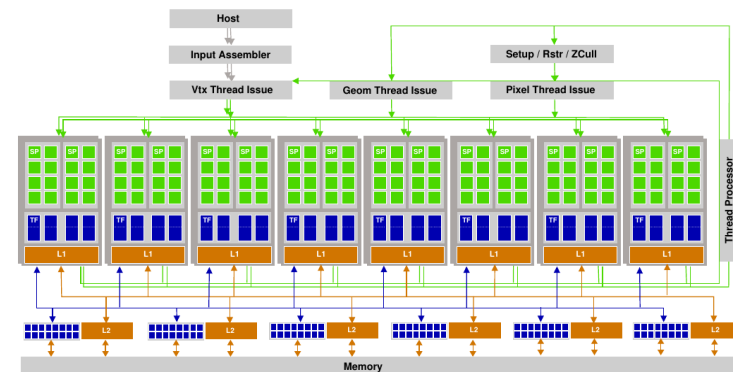 Host
Input Assembler
Setup / Rstr / ZCull
Vtx Thread Issue
Geom Thread Issue
Pixel Thread Issue
SP SP SP SP SP SP SP SP SP SP SP SP SP SP SP SP
Thread Processor
TF TF TF TF TF TF TF TF
L1 L1 L1 L1 L1 L1 L1 L1
L2 L2 L2 L2 L2 L2
Memory